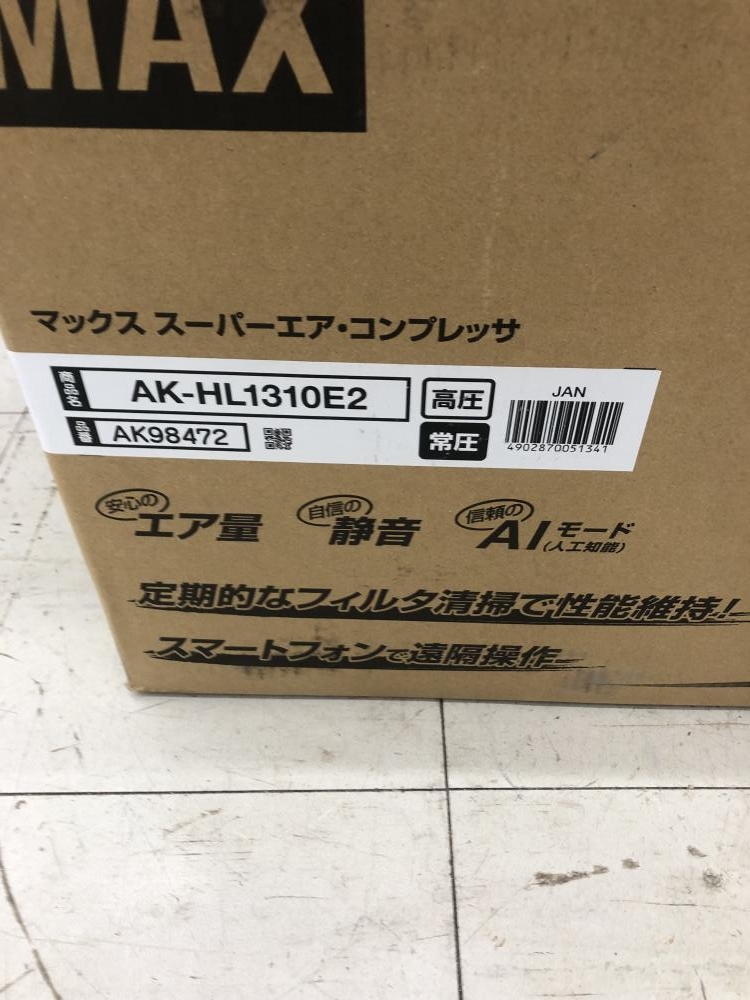 MAX
マックス スーパーエア・コンプレッサ
商品名 AK-HL1310E2 高圧 JAN
品番 AK98472 常圧 4902870051341
安心の エア量 自信の 静音 信頼の AIモード (人工知能)
定期的なフィルタ清掃で性能維持!
スマートフォンで遠隔操作